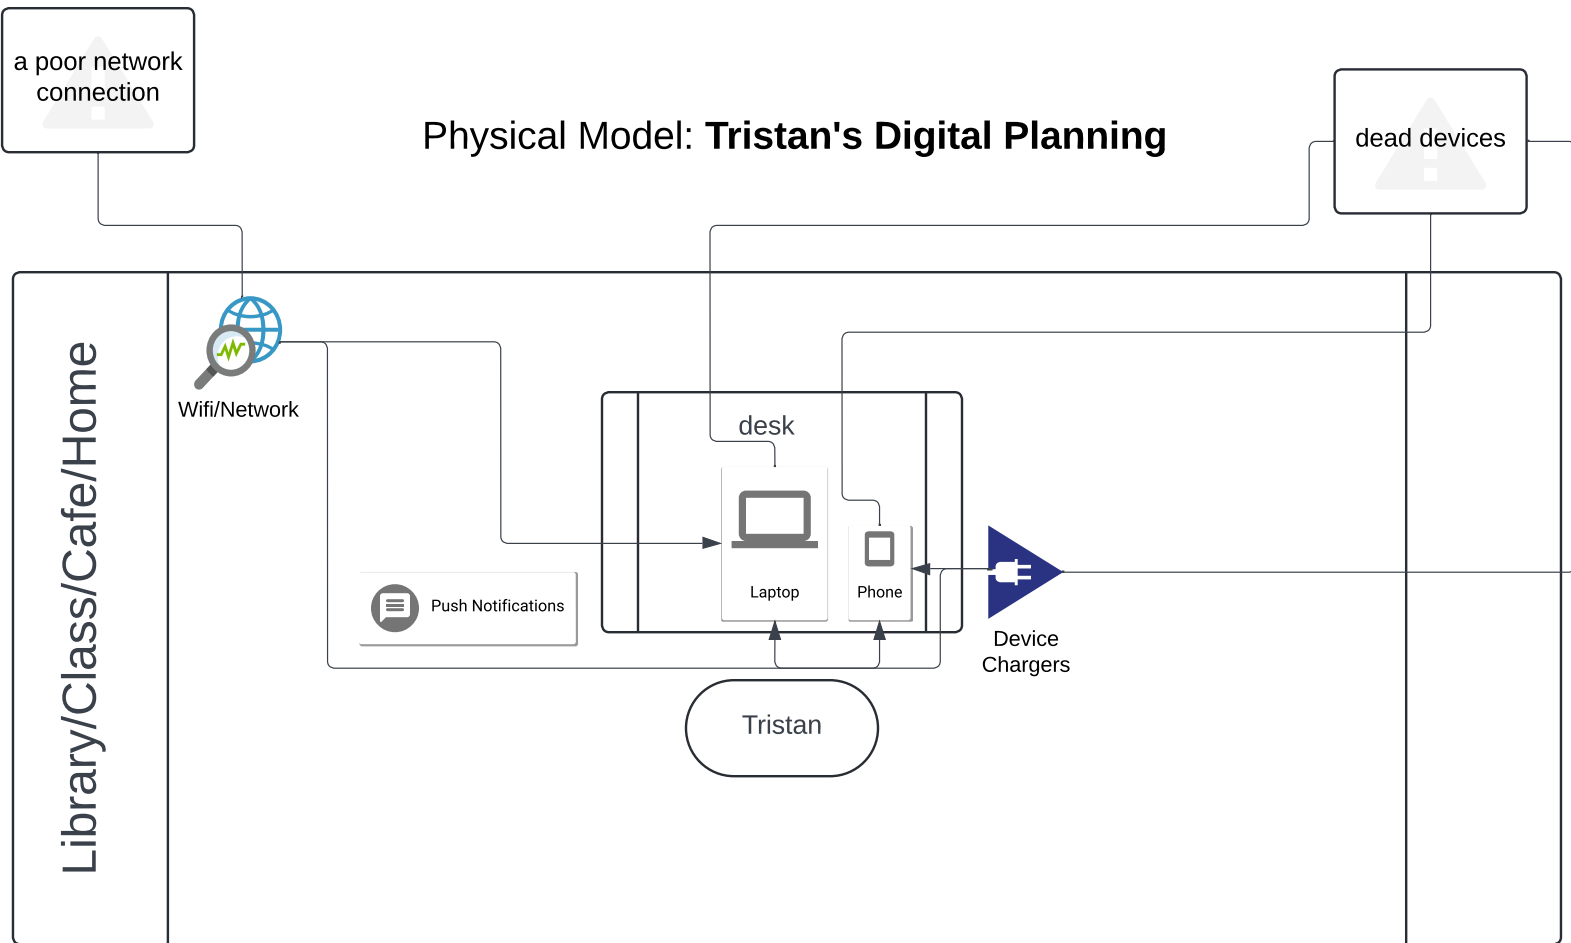 a poor network
connection
Physical Model: Tristan's Digital Planning
dead devices
Library/Class/Cafe/Home
Wifi/Network
desk
Laptop
Phone
Push Notifications
Device
Chargers
Tristan